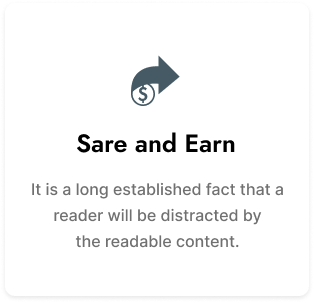 $
Sare and Earn
It is a long established fact that a
reader will be distracted by
the readable content.